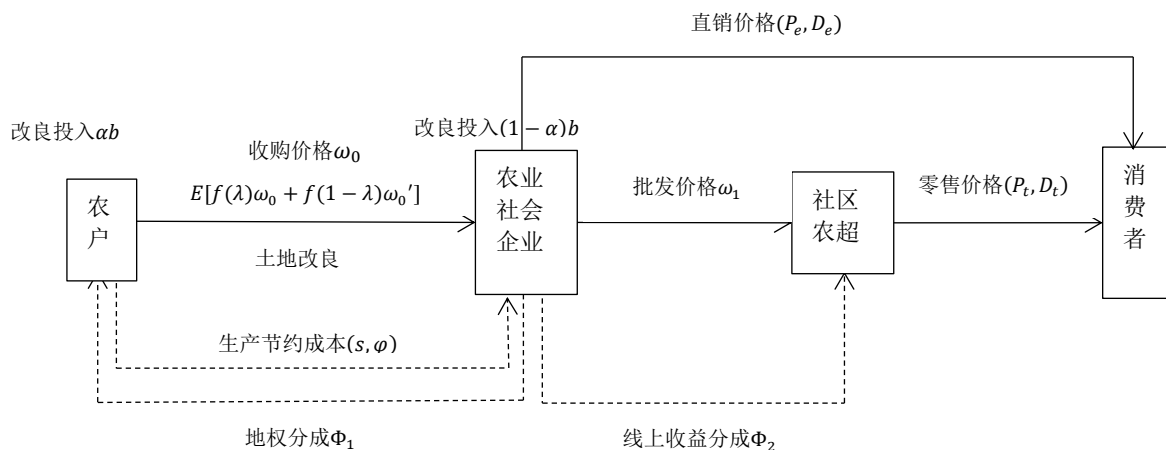 直销价格(P_e, D_e)
改良投入αb
改良投入(1 − α)b
收购价格ω_0
E[f(λ)ω_0 + f(1 − λ)ω_0′]
土地改良
农
户
农业
社会
企业
批发价格ω_1
社区
农超
零售价格(P_t, D_t)
消
费
者
生产节约成本(s, φ)
地权分成Φ_1
线上收益分成Φ_2